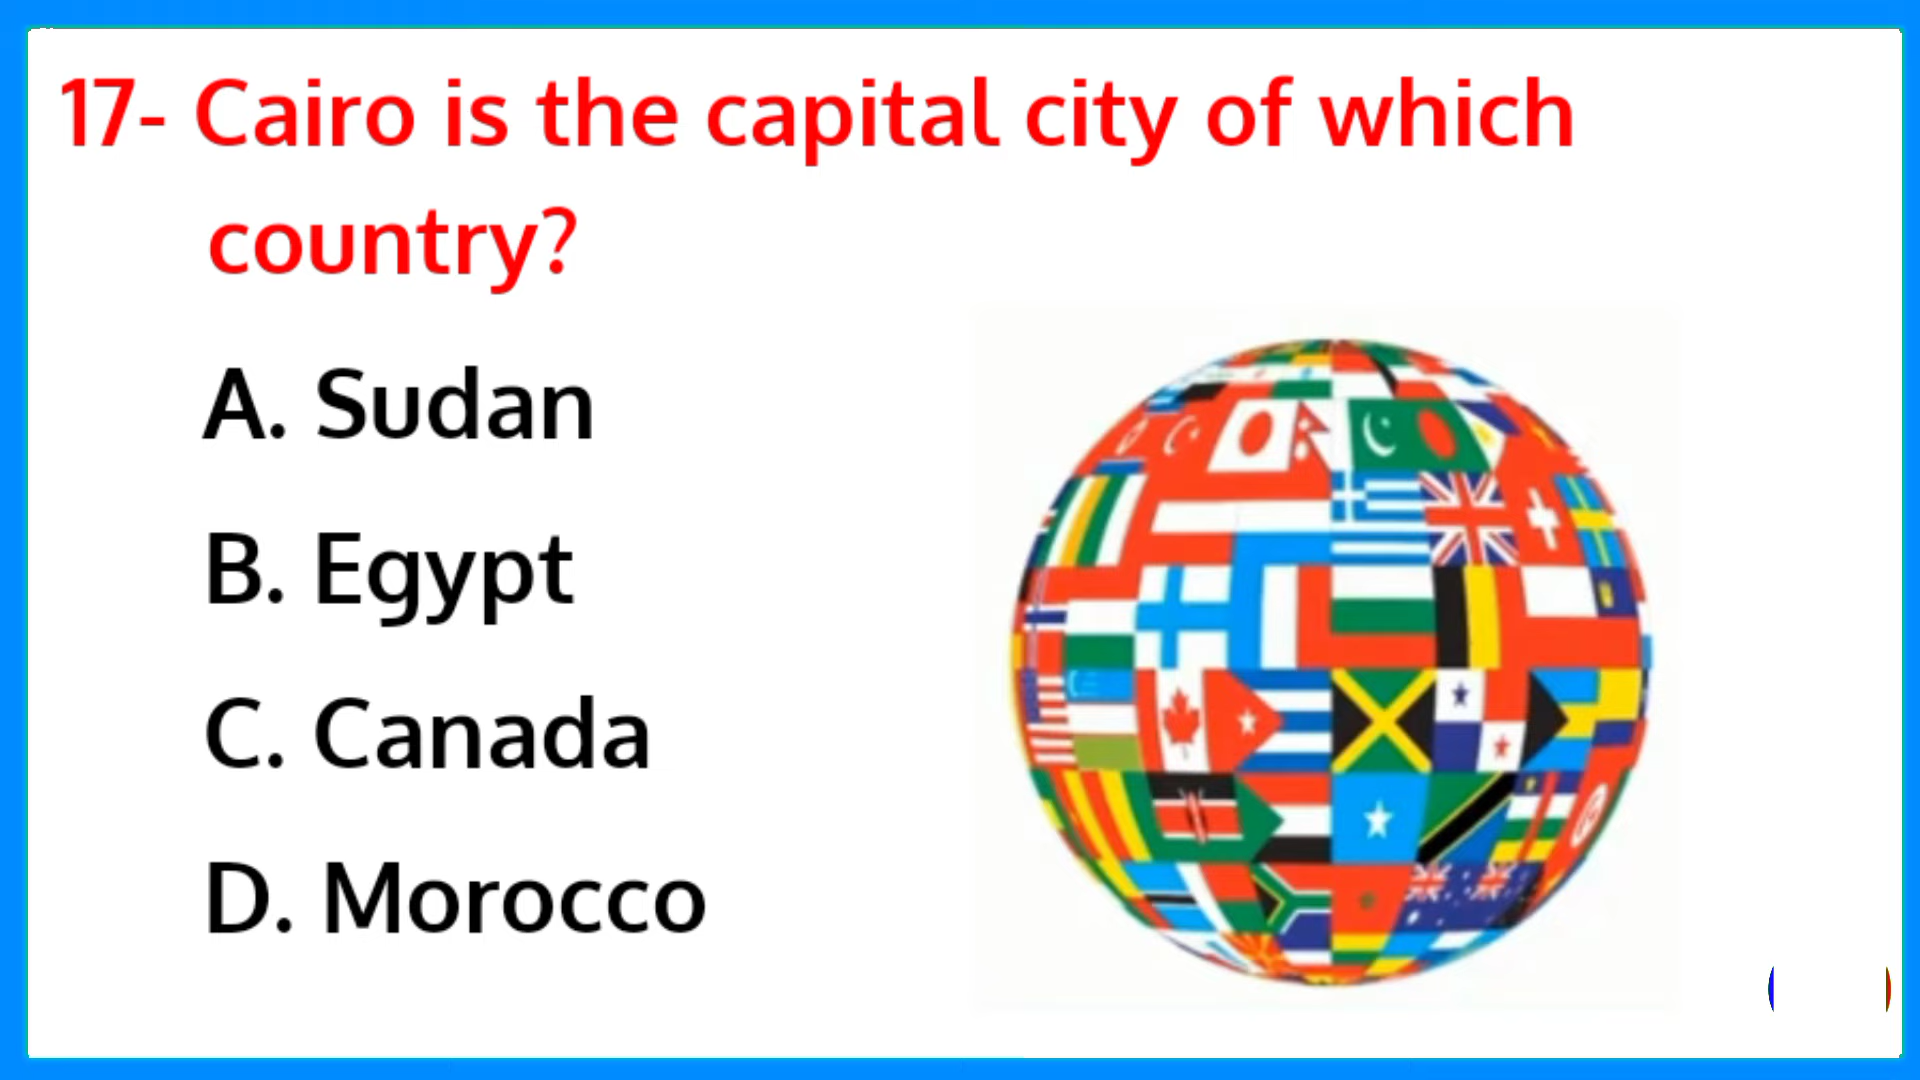 17- Cairo is the capital city of which
country?
A. Sudan
B. Egypt
C. Canada
D. Morocco